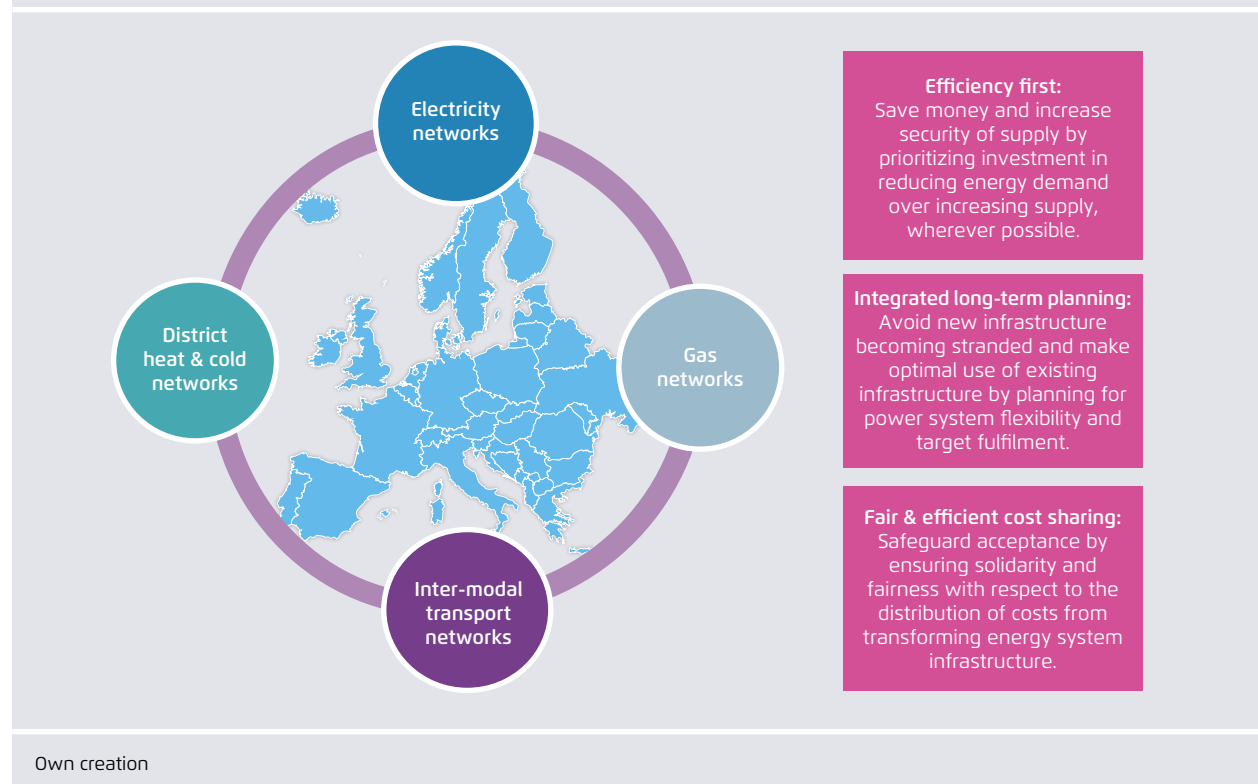 Electricity
networks
District
heat & cold
networks
Gas
networks
Inter-modal
transport
networks
Efficiency first:
Save money and increase
security of supply by
prioritizing investment in
reducing energy demand
over increasing supply,
wherever possible.
Integrated long-term planning:
Avoid new infrastructure
becoming stranded and make
optimal use of existing
infrastructure by planning for
power system flexibility and
target fulfilment.
Fair & efficient cost sharing:
Safeguard acceptance by
ensuring solidarity and
fairness with respect to the
distribution of costs from
transforming energy system
infrastructure.
Own creation